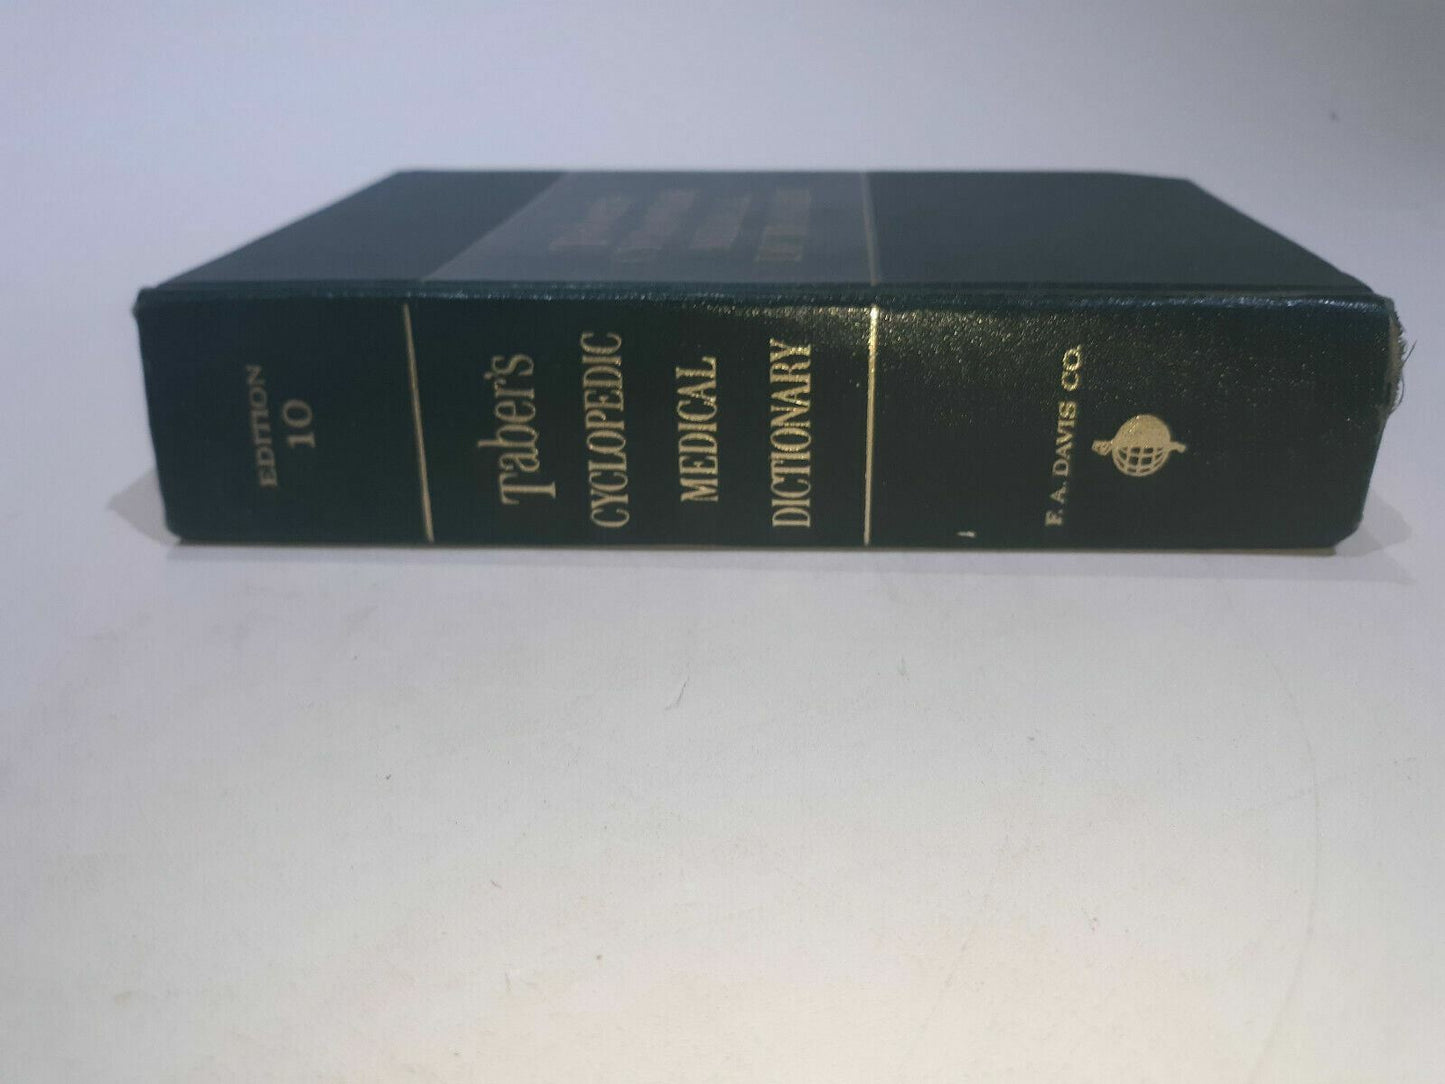 EDITION
10
Taber's
CYCLOPEDIC
MEDICAL
DICTIONARY
F. A. DAVIS CO.